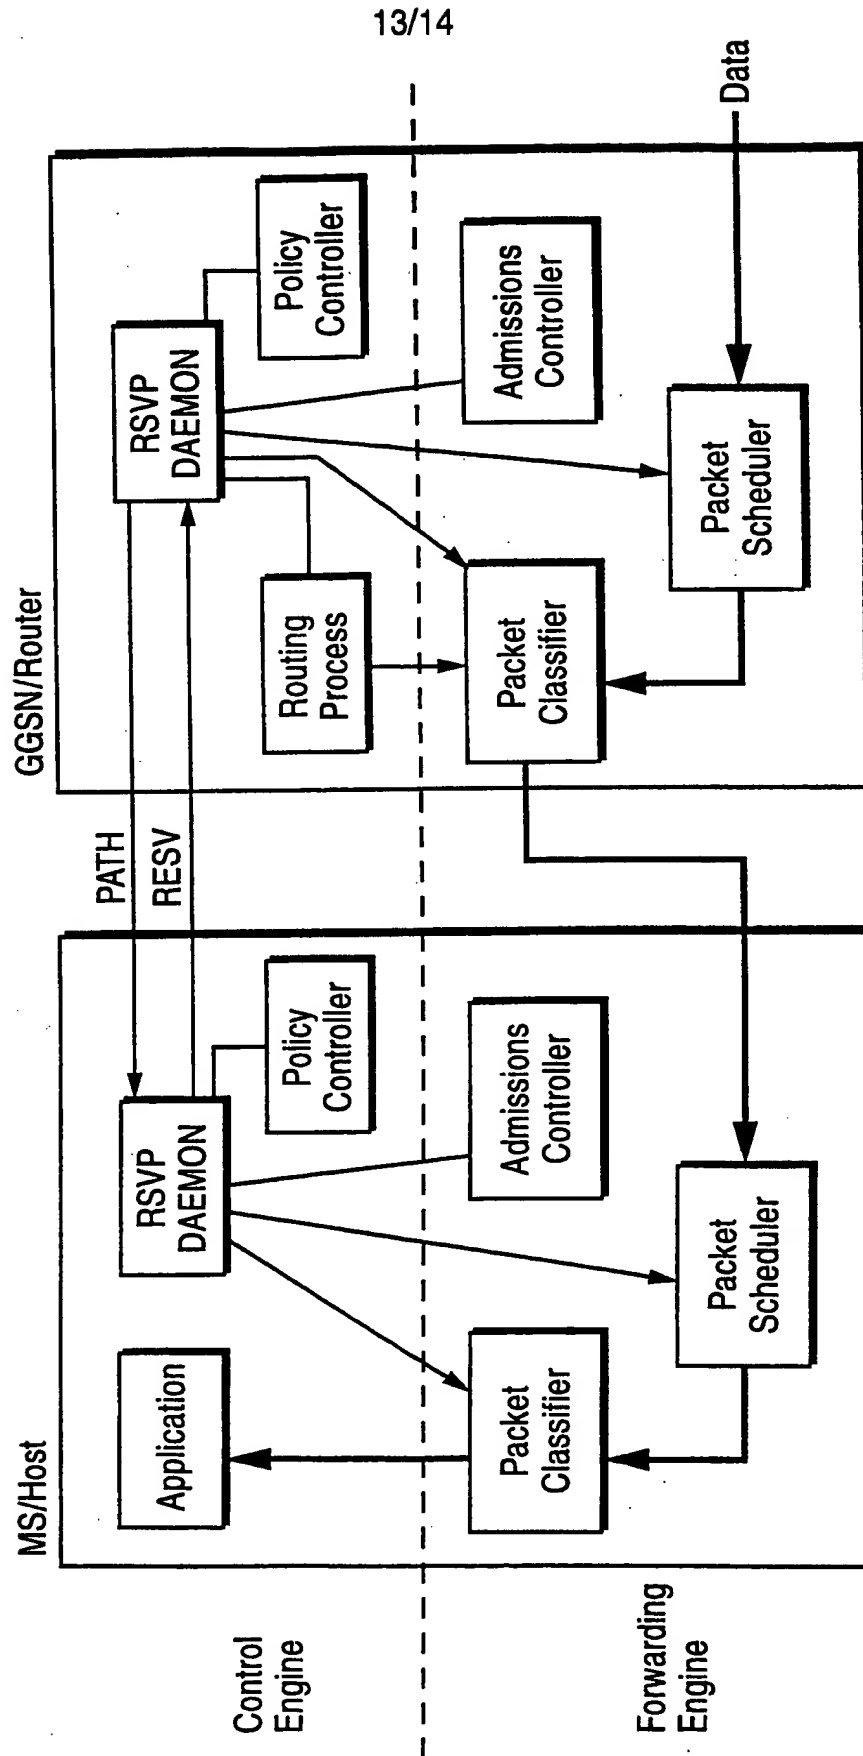 13/14
MS/Host
GGSN/Router
Control
Engine
Forwarding
Engine
Application
RSVP
DAEMON
Policy
Controller
PATH
RESV
RSVP
DAEMON
Policy
Controller
Routing
Process
Packet
Classifier
Admissions
Controller
Packet
Scheduler
Packet
Classifier
Admissions
Controller
Packet
Scheduler
Data